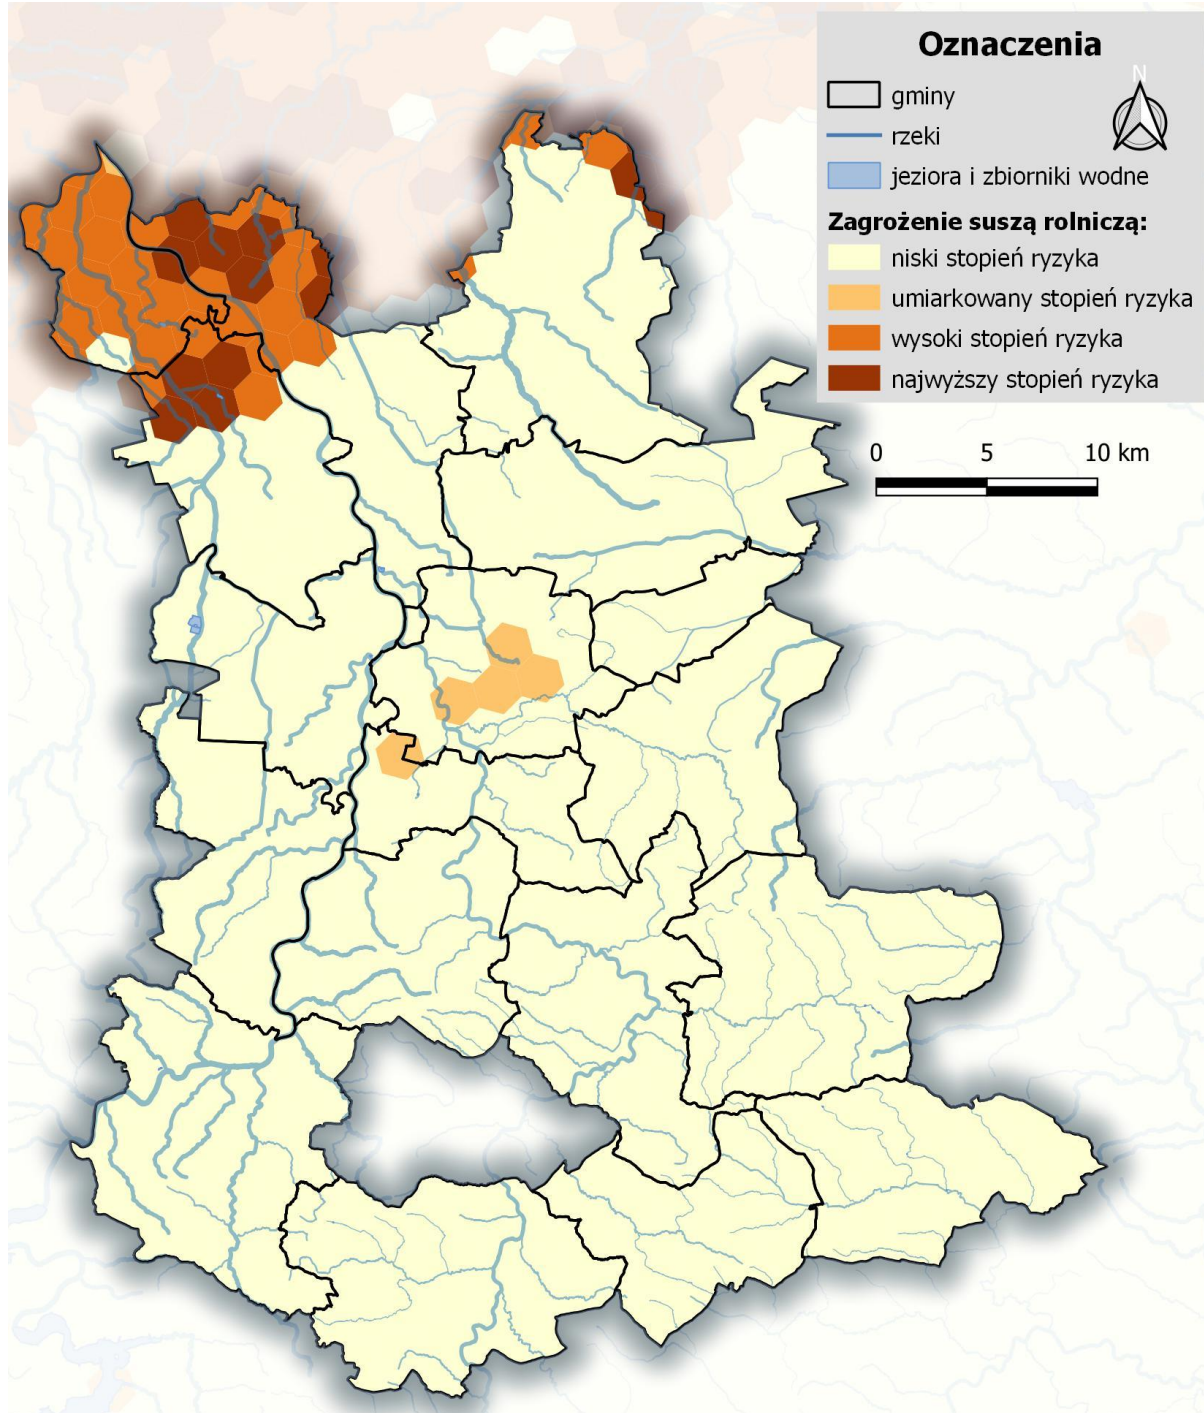 Oznaczenia
N
gminy
rzeki
jeziora i zbiorniki wodne
Zagrożenie suszą rolniczą:
niski stopień ryzyka
umiarkowany stopień ryzyka
wysoki stopień ryzyka
najwyższy stopień ryzyka
0 5 10 km